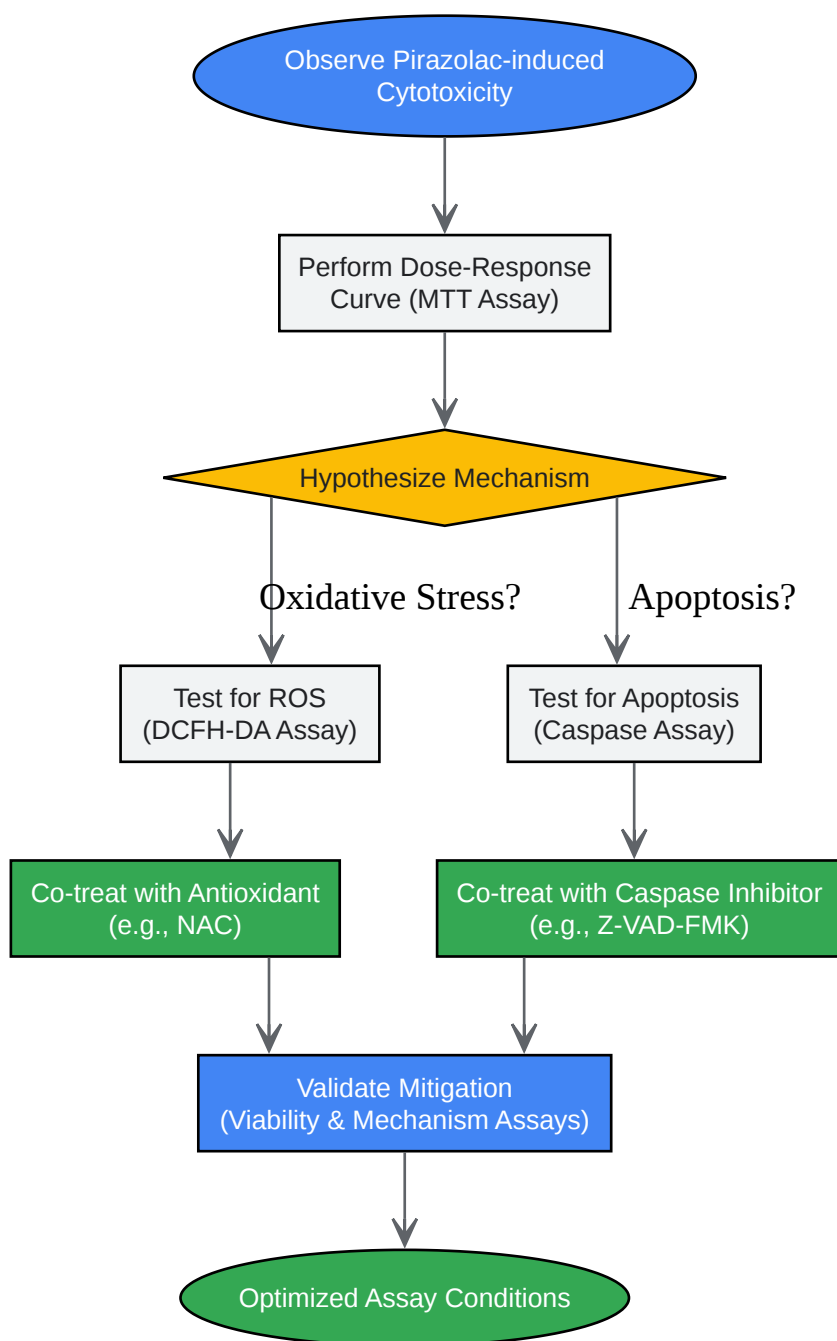 Observe Pirazolac-induced
Cytotoxicity
Perform Dose-Response
Curve (MTT Assay)
Hypothesize Mechanism
Oxidative Stress?
Apoptosis?
Test for ROS
(DCFH-DA Assay)
Test for Apoptosis
(Caspase Assay)
Co-treat with Antioxidant
(e.g., NAC)
Co-treat with Caspase Inhibitor
(e.g., Z-VAD-FMK)
Validate Mitigation
(Viability & Mechanism Assays)
Optimized Assay Conditions